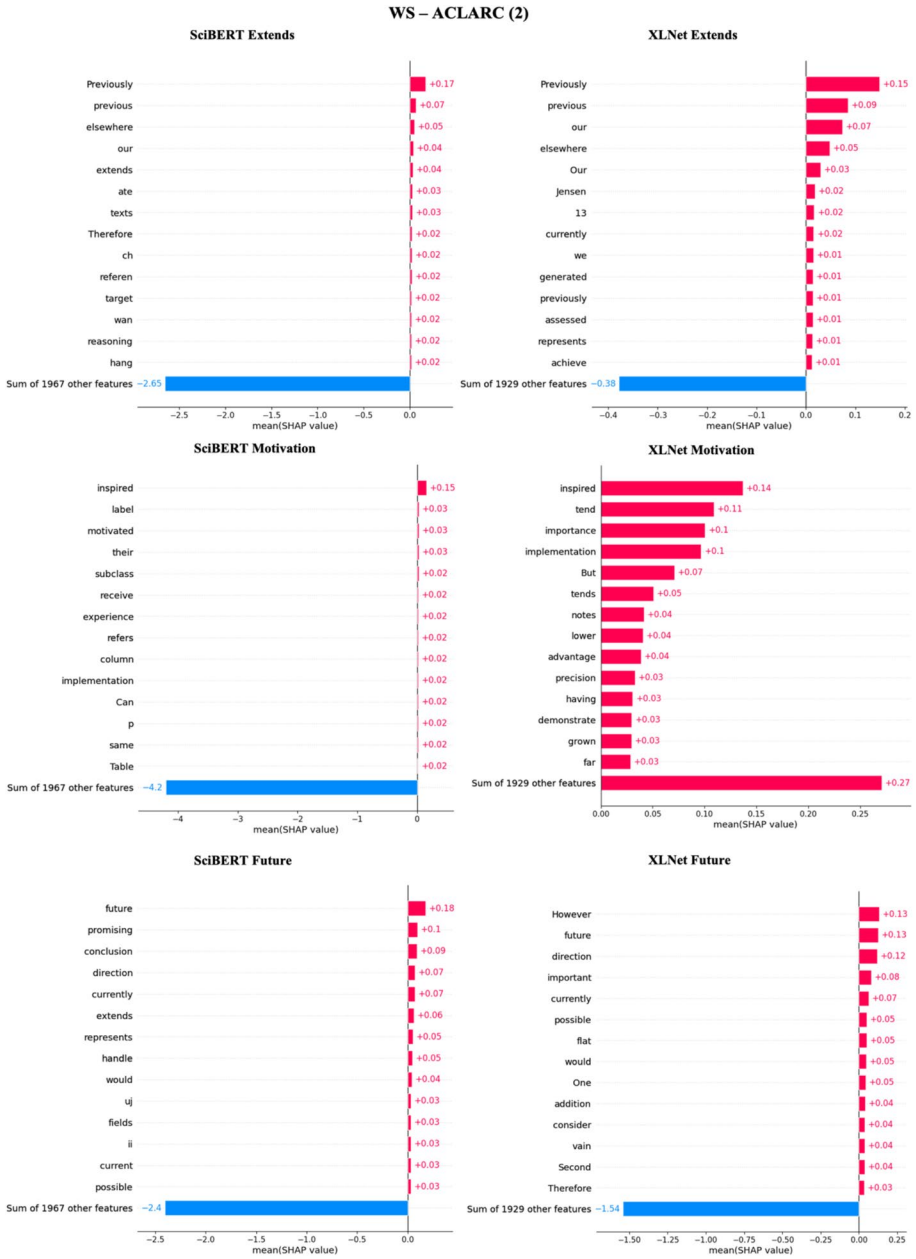 WS – ACLARC (2)
SciBERT Extends
Previously +0.17
previous +0.07
elsewhere +0.05
our +0.04
extends +0.04
ate +0.03
texts +0.03
Therefore +0.02
ch +0.02
referen +0.02
target +0.02
wan +0.02
reasoning +0.02
hang +0.02
Sum of 1967 other features −2.65
−2.5 −2.0 −1.5 −1.0 −0.5 0.0
mean(SHAP value)
XLNet Extends
Previously +0.15
previous +0.09
our +0.07
elsewhere +0.05
Our +0.03
Jensen +0.02
13 +0.02
currently +0.02
we +0.01
generated +0.01
previously +0.01
assessed +0.01
represents +0.01
achieve +0.01
Sum of 1929 other features −0.38
−0.4 −0.3 −0.2 −0.1 0.0 0.1 0.2
mean(SHAP value)
SciBERT Motivation
inspired +0.15
label +0.03
motivated +0.03
their +0.03
subclass +0.02
receive +0.02
experience +0.02
refers +0.02
column +0.02
implementation +0.02
Can +0.02
p +0.02
same +0.02
Table +0.02
Sum of 1967 other features −4.2
−4 −3 −2 −1 0
mean(SHAP value)
XLNet Motivation
inspired +0.14
tend +0.11
importance +0.1
implementation +0.1
But +0.07
tends +0.05
notes +0.04
lower +0.04
advantage +0.04
precision +0.03
having +0.03
demonstrate +0.03
grown +0.03
far +0.03
Sum of 1929 other features +0.27
0.00 0.05 0.10 0.15 0.20 0.25
mean(SHAP value)
SciBERT Future
future +0.18
promising +0.1
conclusion +0.09
direction +0.07
currently +0.07
extends +0.06
represents +0.05
handle +0.05
would +0.04
uj +0.03
fields +0.03
ii +0.03
current +0.03
possible +0.03
Sum of 1967 other features −2.4
−2.5 −2.0 −1.5 −1.0 −0.5 0.0
mean(SHAP value)
XLNet Future
However +0.13
future +0.13
direction +0.12
important +0.08
currently +0.07
possible +0.05
flat +0.05
would +0.05
One +0.05
addition +0.04
consider +0.04
vain +0.04
Second +0.04
Therefore +0.03
Sum of 1929 other features −1.54
−1.50 −1.25 −1.00 −0.75 −0.50 −0.25 0.00 0.25
mean(SHAP value)